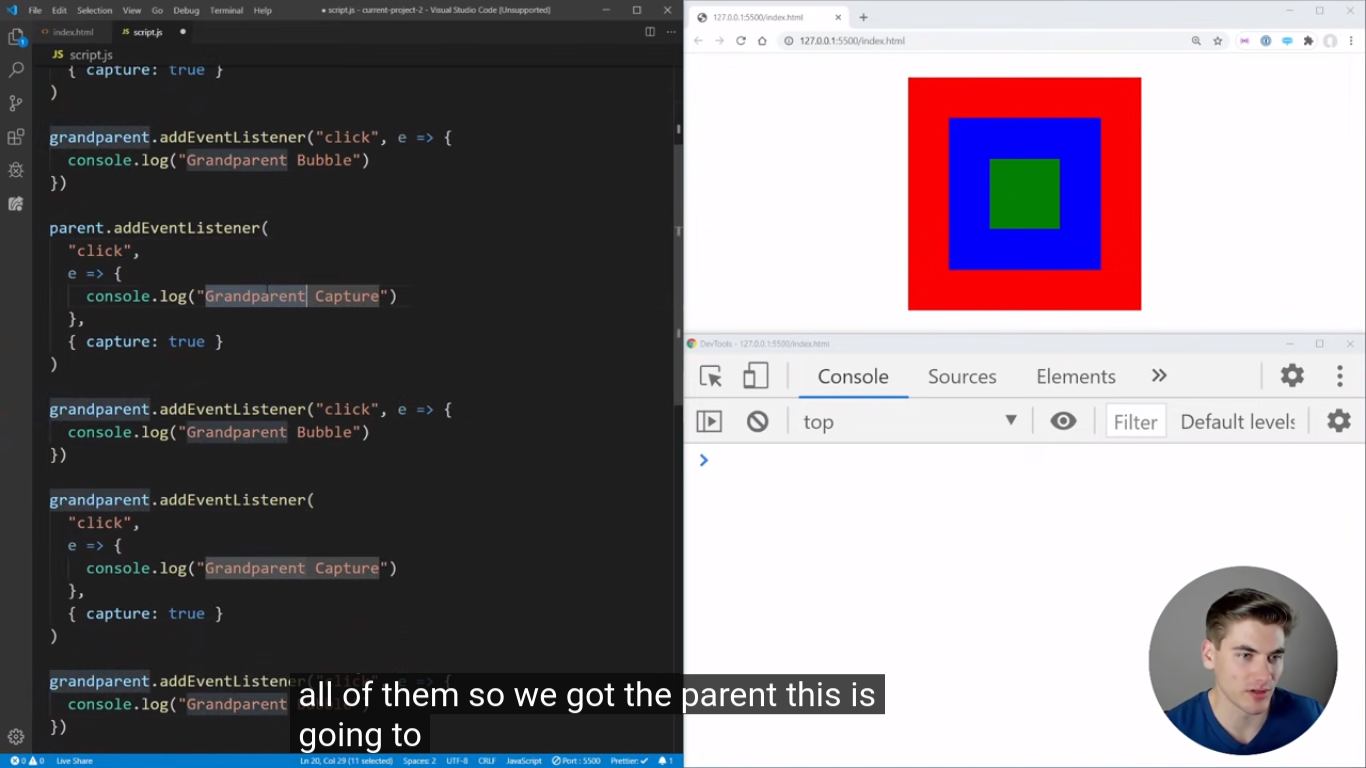 File Edit Selection View Go Debug Terminal Help
● script.js - current-project-2 - Visual Studio Code [Unsupported]
index.html
JS script.js
JS script.js
{ capture: true }
)
grandparent.addEventListener("click", e => {
console.log("Grandparent Bubble")
})
parent.addEventListener(
"click",
e => {
console.log("Grandparent Capture")
},
{ capture: true }
)
grandparent.addEventListener("click", e => {
console.log("Grandparent Bubble")
})
grandparent.addEventListener(
"click",
e => {
console.log("Grandparent Capture")
},
{ capture: true }
)
grandparent.addEventListener("click", e => {
console.log("Grandparent Bubble")
})
0 0 Live Share Ln 20, Col 29 (11 selected) Spaces: 2 UTF-8 CRLF JavaScript Port : 5500 Prettier: 1
127.0.0.1:5500/index.html
127.0.0.1:5500/index.html
DevTools - 127.0.0.1:5500/index.html
Console Sources Elements
top Filter Default levels
all of them so we got the parent this is
going to